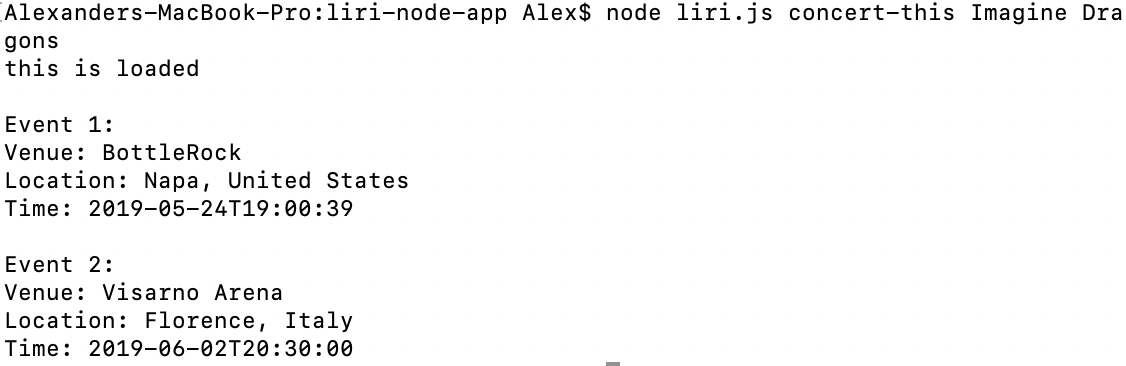 Alexanders-MacBook-Pro:liri-node-app Alex$ node liri.js concert-this Imagine Dra
gons
this is loaded
Event 1:
Venue: BottleRock
Location: Napa, United States
Time: 2019-05-24T19:00:39
Event 2:
Venue: Visarno Arena
Location: Florence, Italy
Time: 2019-06-02T20:30:00